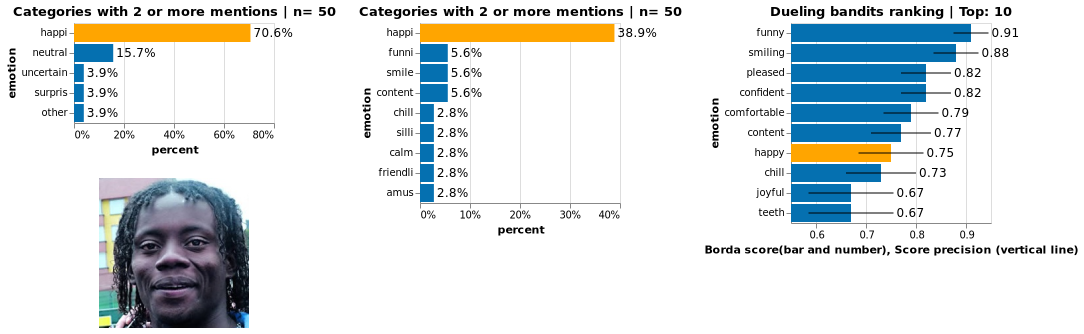 Categories with 2 or more mentions | n= 50
emotion
happi 70.6%
neutral 15.7%
uncertain 3.9%
surpris 3.9%
other 3.9%
0% 20% 40% 60% 80%
percent
Categories with 2 or more mentions | n= 50
emotion
happi 38.9%
funni 5.6%
smile 5.6%
content 5.6%
chill 2.8%
silli 2.8%
calm 2.8%
friendli 2.8%
amus 2.8%
0% 10% 20% 30% 40%
percent
Dueling bandits ranking | Top: 10
emotion
funny 0.91
smiling 0.88
pleased 0.82
confident 0.82
comfortable 0.79
content 0.77
happy 0.75
chill 0.73
joyful 0.67
teeth 0.67
0.6 0.7 0.8 0.9
Borda score(bar and number), Score precision (vertical line)